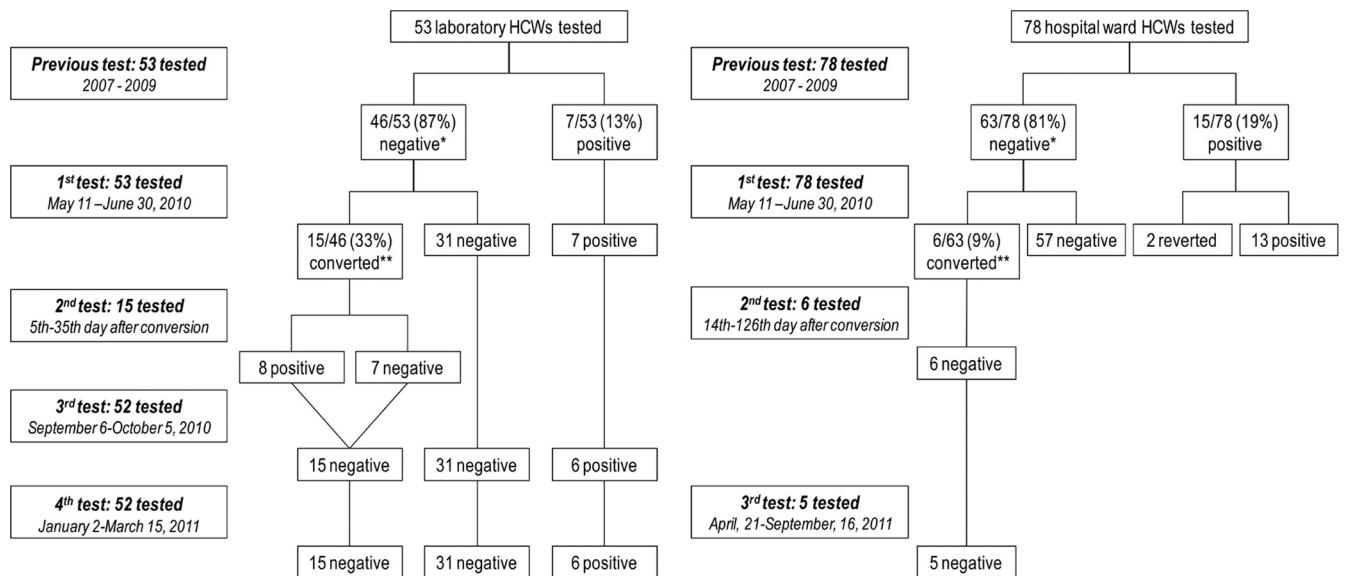 53 laboratory HCWs tested
Previous test: 53 tested
2007 - 2009
46/53 (87%)
negative*
7/53 (13%)
positive
1st test: 53 tested
May 11 –June 30, 2010
15/46 (33%)
converted**
31 negative
7 positive
2nd test: 15 tested
5th-35th day after conversion
8 positive
7 negative
3rd test: 52 tested
September 6-October 5, 2010
15 negative
31 negative
6 positive
4th test: 52 tested
January 2-March 15, 2011
15 negative
31 negative
6 positive
78 hospital ward HCWs tested
Previous test: 78 tested
2007 - 2009
63/78 (81%)
negative*
15/78 (19%)
positive
1st test: 78 tested
May 11 –June 30, 2010
6/63 (9%)
converted**
57 negative
2 reverted
13 positive
2nd test: 6 tested
14th-126th day after conversion
6 negative
3rd test: 5 tested
April, 21-September, 16, 2011
5 negative